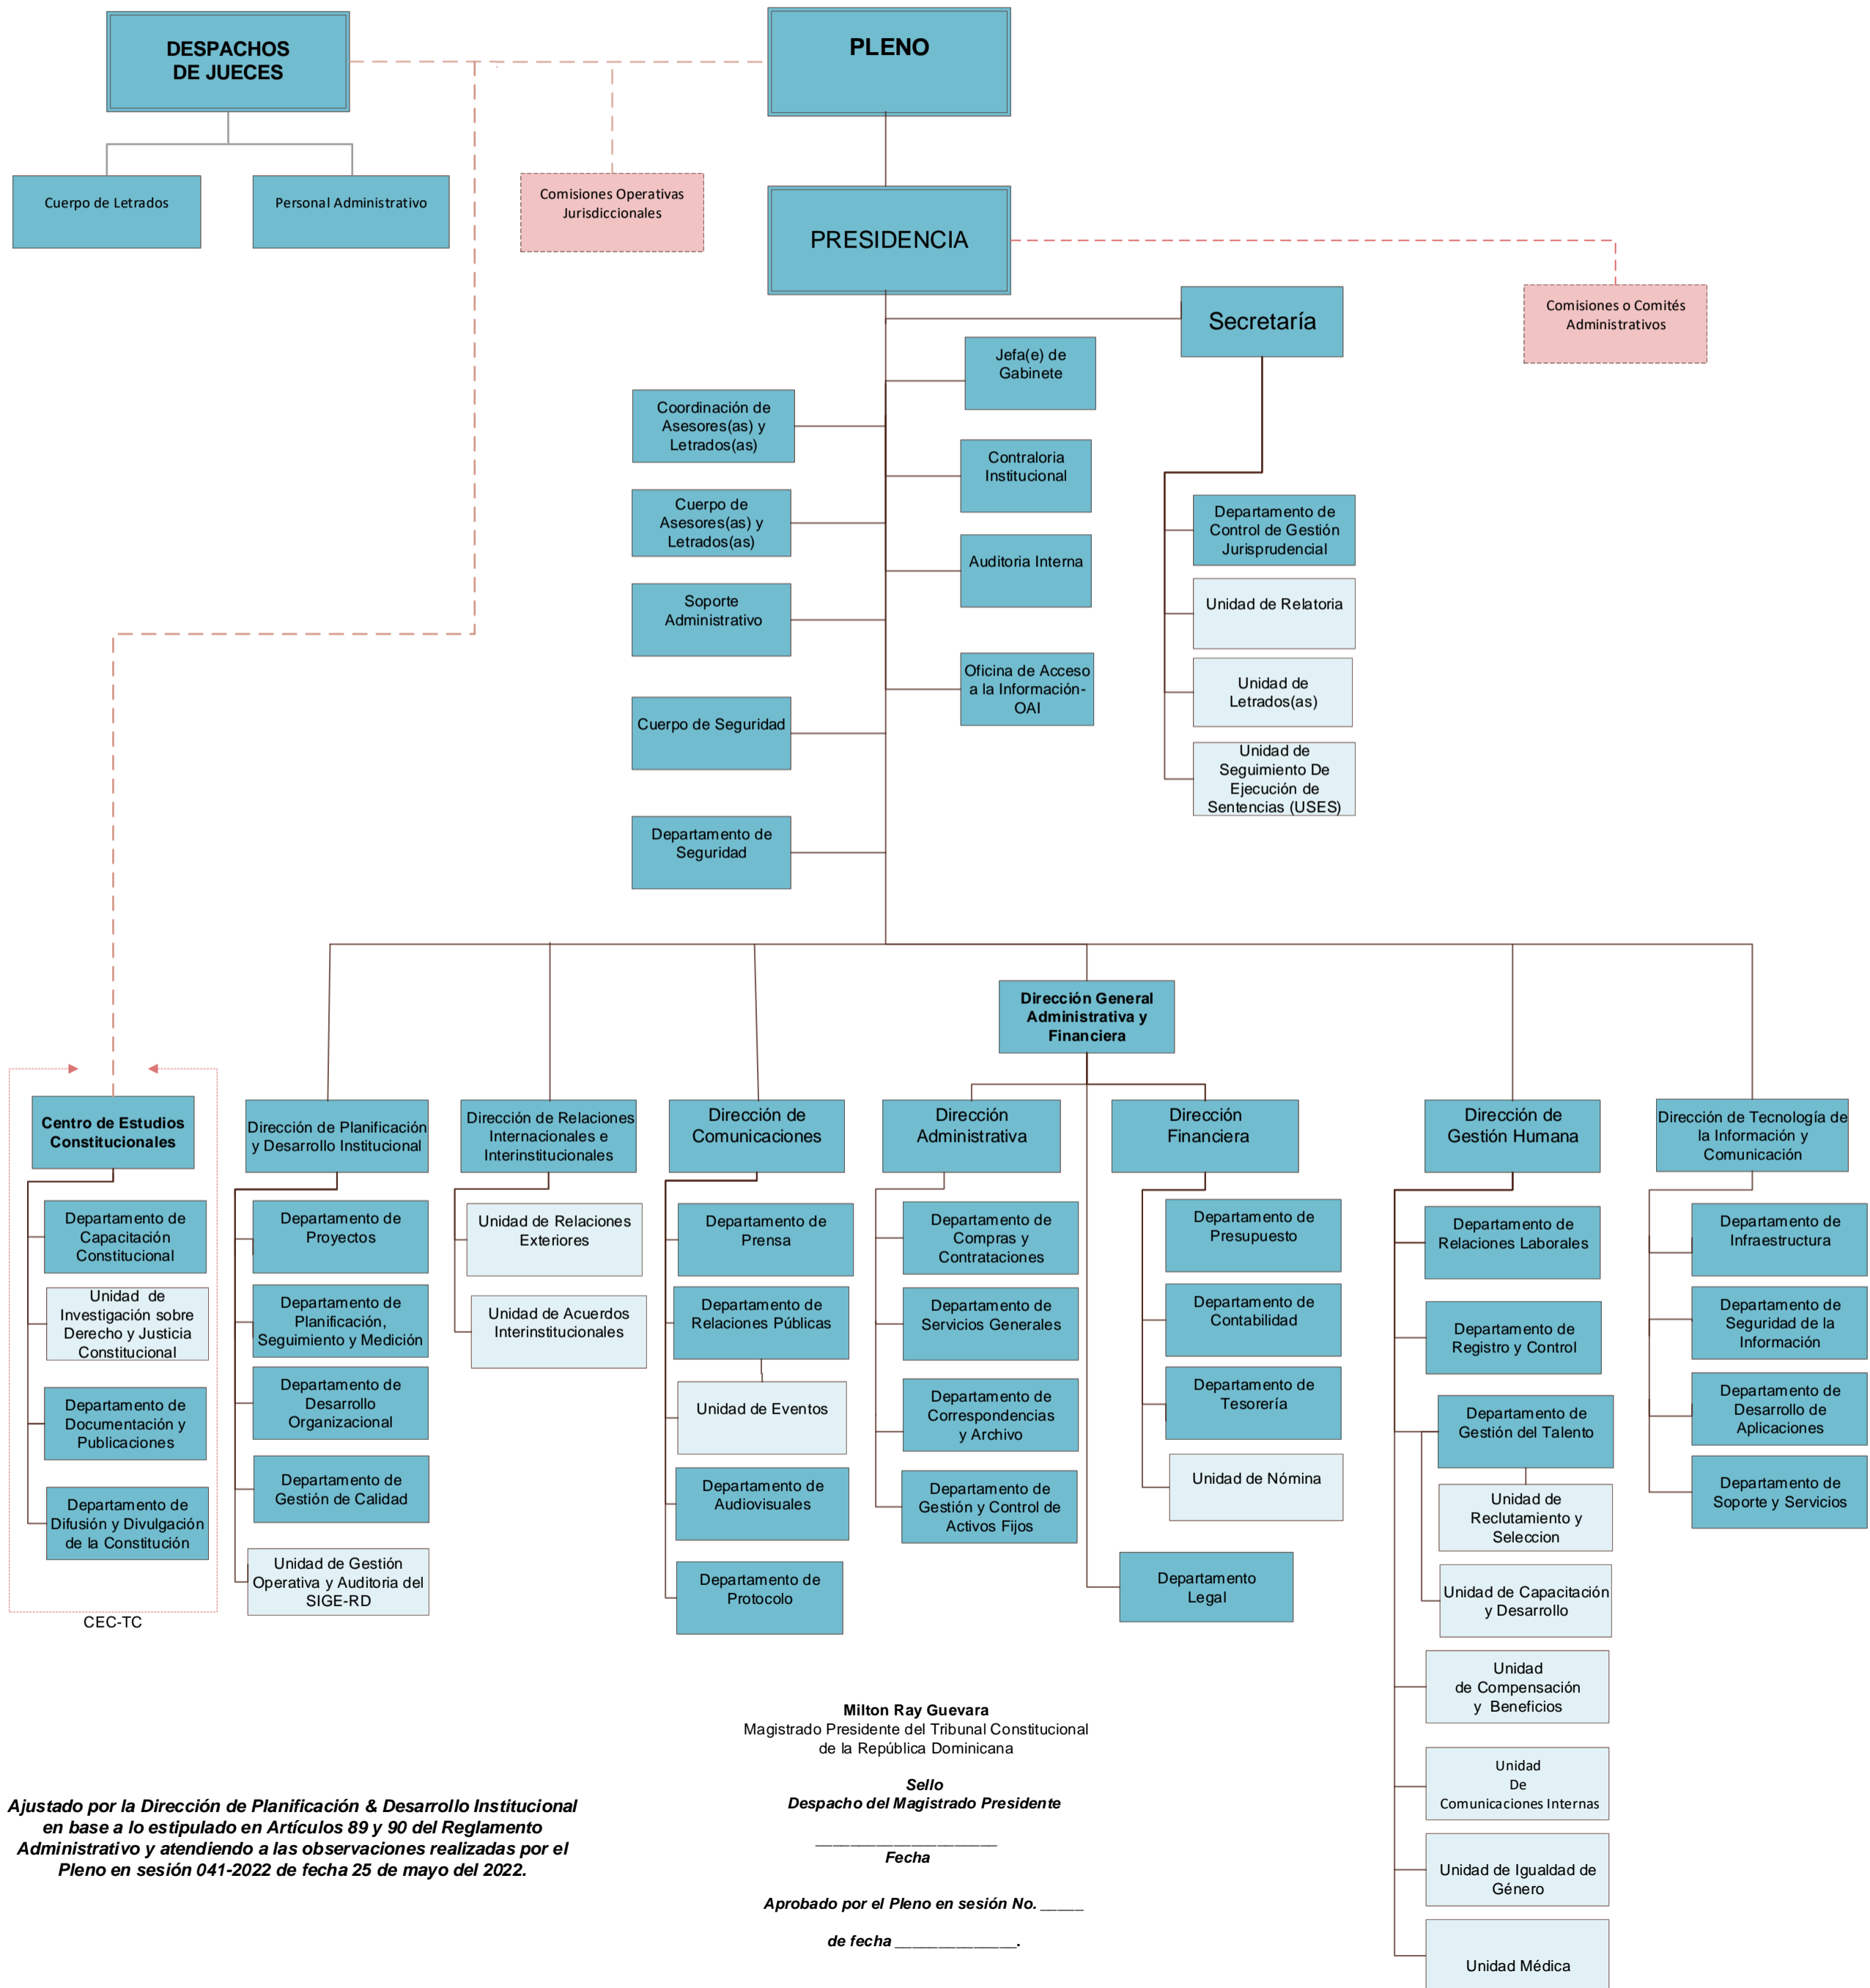 DESPACHOS
DE JUECES
PLENO
Cuerpo de Letrados
Personal Administrativo
Comisiones Operativas
Jurisdiccionales
PRESIDENCIA
Secretaría
Comisiones o Comités
Administrativos
Jefa(e) de
Gabinete
Coordinación de
Asesores(as) y
Letrados(as)
Contraloria
Institucional
Cuerpo de
Asesores(as) y
Letrados(as)
Auditoria Interna
Soporte
Administrativo
Oficina de Acceso
a la Información-
OAI
Cuerpo de Seguridad
Departamento de
Seguridad
Departamento de
Control de Gestión
Jurisprudencial
Unidad de Relatoria
Unidad de
Letrados(as)
Unidad de
Seguimiento De
Ejecución de
Sentencias (USES)
Dirección General
Administrativa y
Financiera
Centro de Estudios
Constitucionales
Departamento de
Capacitación
Constitucional
Unidad de
Investigación sobre
Derecho y Justicia
Constitucional
Departamento de
Documentación y
Publicaciones
Departamento de
Difusión y Divulgación
de la Constitución
CEC-TC
Dirección de Planificación
y Desarrollo Institucional
Departamento de
Proyectos
Departamento de
Planificación,
Seguimiento y Medición
Departamento de
Desarrollo
Organizacional
Departamento de
Gestión de Calidad
Unidad de Gestión
Operativa y Auditoria del
SIGE-RD
Dirección de Relaciones
Internacionales e
Interinstitucionales
Unidad de Relaciones
Exteriores
Unidad de Acuerdos
Interinstitucionales
Dirección de
Comunicaciones
Departamento de
Prensa
Departamento de
Relaciones Públicas
Unidad de Eventos
Departamento de
Audiovisuales
Departamento de
Protocolo
Dirección
Administrativa
Departamento de
Compras y
Contrataciones
Departamento de
Servicios Generales
Departamento de
Correspondencias
y Archivo
Departamento de
Gestión y Control de
Activos Fijos
Dirección
Financiera
Departamento de
Presupuesto
Departamento de
Contabilidad
Departamento de
Tesorería
Unidad de Nómina
Departamento
Legal
Dirección de
Gestión Humana
Departamento de
Relaciones Laborales
Departamento de
Registro y Control
Departamento de
Gestión del Talento
Unidad de
Reclutamiento y
Seleccion
Unidad de Capacitación
y Desarrollo
Unidad
de Compensación
y Beneficios
Unidad
De
Comunicaciones Internas
Unidad de Igualdad de
Género
Unidad Médica
Dirección de Tecnología de
la Información y
Comunicación
Departamento de
Infraestructura
Departamento de
Seguridad de la
Información
Departamento de
Desarrollo de
Aplicaciones
Departamento de
Soporte y Servicios
Milton Ray Guevara
Magistrado Presidente del Tribunal Constitucional
de la República Dominicana
Sello
Despacho del Magistrado Presidente
_____________________
Fecha
Aprobado por el Pleno en sesión No. _____
de fecha ______________.
Ajustado por la Dirección de Planificación & Desarrollo Institucional
en base a lo estipulado en Artículos 89 y 90 del Reglamento
Administrativo y atendiendo a las observaciones realizadas por el
Pleno en sesión 041-2022 de fecha 25 de mayo del 2022.